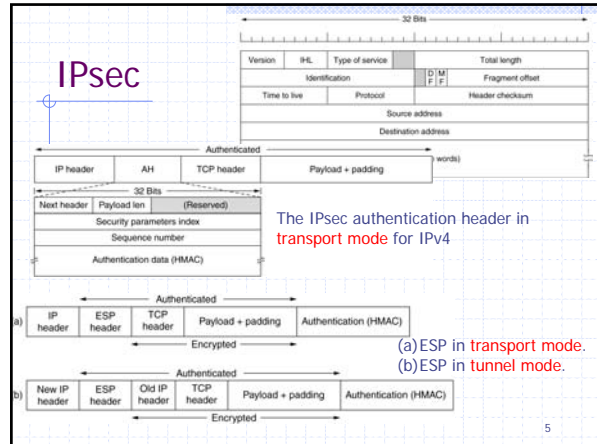 32 Bits
Version IHL Type of service Total length
Identification D F M F Fragment offset
Time to live Protocol Header checksum
Source address
Destination address
words)
IPsec
Authenticated
IP header AH TCP header Payload + padding
32 Bits
Next header Payload len (Reserved)
Security parameters index
Sequence number
Authentication data (HMAC)
The IPsec authentication header in
transport mode for IPv4
Authenticated
(a) IP header ESP header TCP header Payload + padding Authentication (HMAC)
Encrypted
(a) ESP in transport mode.
(b) ESP in tunnel mode.
Authenticated
(b) New IP header ESP header Old IP header TCP header Payload + padding Authentication (HMAC)
Encrypted
5